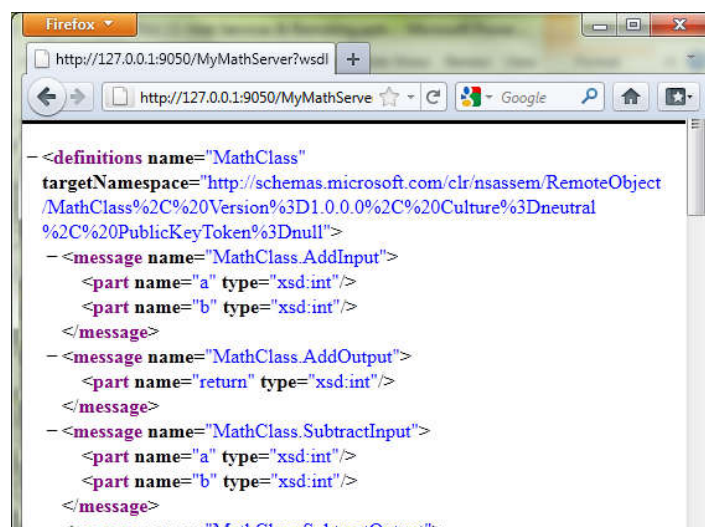 Firefox
http://127.0.0.1:9050/MyMathServer?wsdl
http://127.0.0.1:9050/MyMathServe
Google
– <definitions name="MathClass"
targetNamespace="http://schemas.microsoft.com/clr/nsassem/RemoteObject
/MathClass%2C%20Version%3D1.0.0.0%2C%20Culture%3Dneutral
%2C%20PublicKeyToken%3Dnull">
– <message name="MathClass.AddInput">
<part name="a" type="xsd:int"/>
<part name="b" type="xsd:int"/>
</message>
– <message name="MathClass.AddOutput">
<part name="return" type="xsd:int"/>
</message>
– <message name="MathClass.SubtractInput">
<part name="a" type="xsd:int"/>
<part name="b" type="xsd:int"/>
</message>